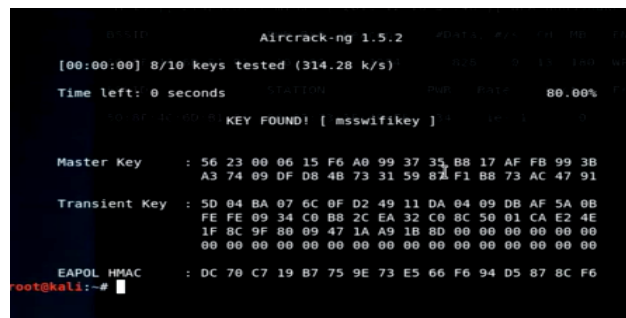 Aircrack-ng 1.5.2
[00:00:00] 8/10 keys tested (314.28 k/s)
Time left: 0 seconds 80.00%
KEY FOUND! [ msswifikey ]
Master Key : 56 23 00 06 15 F6 A0 99 37 35 B8 17 AF FB 99 3B
A3 74 09 DF D8 4B 73 31 59 87 F1 B8 73 AC 47 91
Transient Key : 5D 04 BA 07 6C 0F D2 49 11 DA 04 09 DB AF 5A 0B
FE FE 09 34 C0 B8 2C EA 32 C0 8C 50 01 CA E2 4E
1F 8C 9F 80 09 47 1A A9 1B 8D 00 00 00 00 00 00
00 00 00 00 00 00 00 00 00 00 00 00 00 00 00 00
EAPOL HMAC : DC 70 C7 19 B7 75 9E 73 E5 66 F6 94 D5 87 8C F6
root@kali:~#